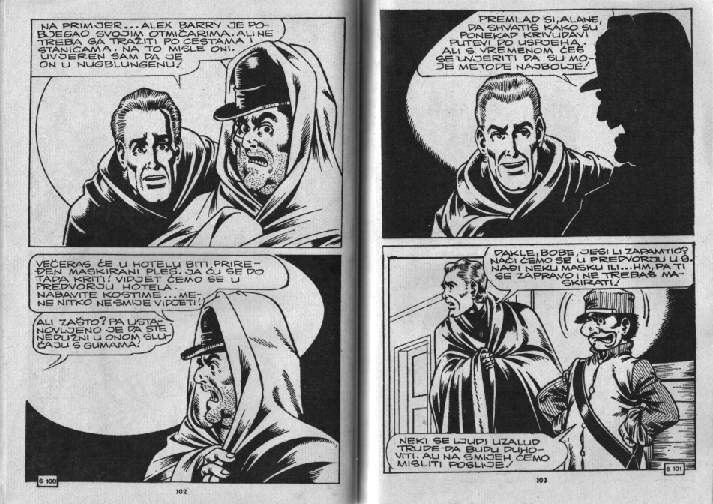 NA PRIMJER... ALEK BARRY JE PO-
BJEGAO SVOJIM OTMIČARIMA. ALI NE
TREBA GA TRAŽITI PO CESTAMA I
STANICAMA, NA TO MISLE ONI.
UVJEREN SAM DA JE
ON U NUGBLUNGENU!
VEČERAS ĆE U HOTELU BITI PRIRE-
ĐEN MASKIRANI PLES. JA ĆU SE DO
TADA KRITI. VIDJET ĆEMO SE U
PREDVORJU HOTELA.
NABAVITE KOSTIME... ME-
NE NITKO NE SMIJE VIDJETI!
ALI ZAŠTO? PA USTA-
NOVLJENO JE DA STE
NEDUŽNI U ONOM SLU-
ČAJU S GUMAMA!
G 100
102
PREMLAD SI, ALANE,
DA SHVATIŠ KAKO SU
PONEKAD KRIVUDAVI
PUTEVI DO USPJEHA.
ALI S VREMENOM ĆEŠ
SE UVJERITI DA SU MO-
JE METODE NAJBOLJE!
DAKLE, BOBE, JESI LI ZAPAMTIO?
NAĆI ĆEMO SE U PREDVORJU U 9.
NAĐI NEKU MASKU ILI... HM, PA TI
SE ZAPRAVO I NE TREBAŠ MA-
SKIRATI!
NEKI SE LJUDI UZALUD
TRUDE DA BUDU DUHO-
VITI. ALI NA SMIJEH ĆEMO
MISLITI POSLIJE!
G 101
103